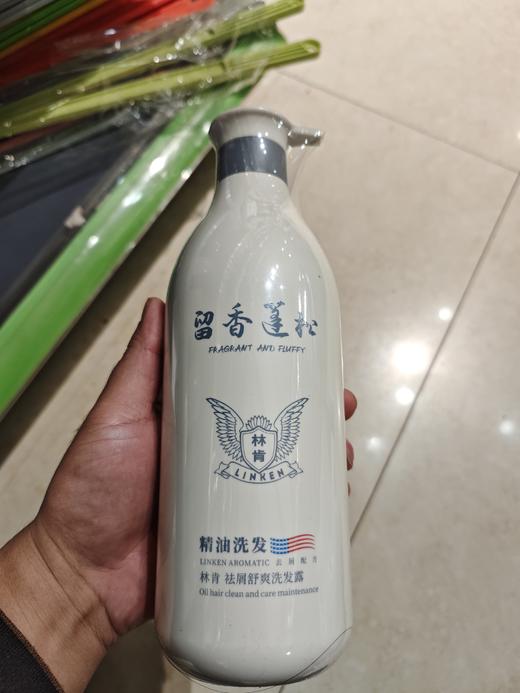 留香蓬松
FRAGRANT AND FLUFFY
林肯
LINKEN
精油洗发
LINKEN AROMATIC 去屑配方
林肯 祛屑舒爽洗发露
Oil hair clean and care maintenance